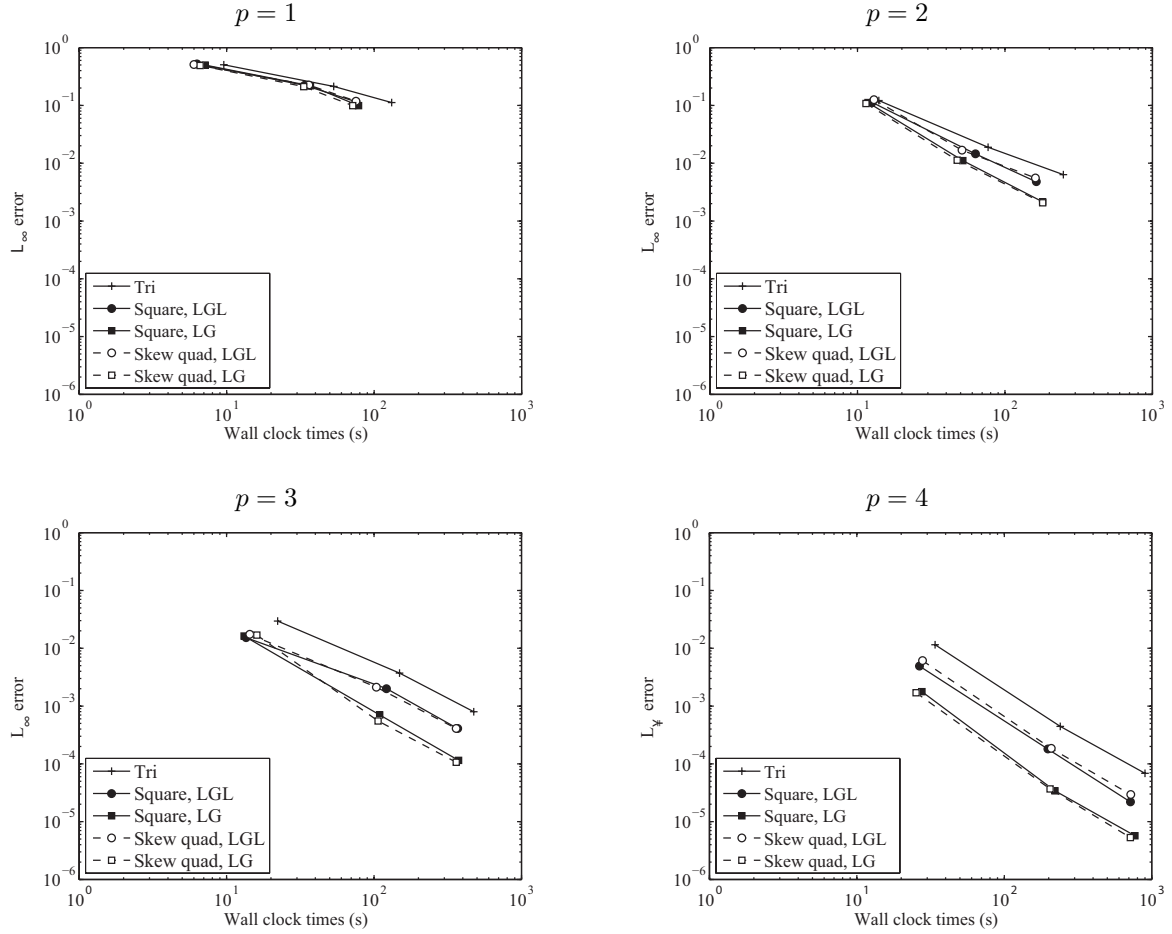 p = 1
10^0
10^-1
10^-2
10^-3
10^-4
10^-5
10^-6
L_∞ error
Tri
Square, LGL
Square, LG
Skew quad, LGL
Skew quad, LG
10^0
10^1
10^2
10^3
Wall clock times (s)
p = 2
10^0
10^-1
10^-2
10^-3
10^-4
10^-5
10^-6
L_∞ error
Tri
Square, LGL
Square, LG
Skew quad, LGL
Skew quad, LG
10^0
10^1
10^2
10^3
Wall clock times (s)
p = 3
10^0
10^-1
10^-2
10^-3
10^-4
10^-5
10^-6
L_∞ error
Tri
Square, LGL
Square, LG
Skew quad, LGL
Skew quad, LG
10^0
10^1
10^2
10^3
Wall clock times (s)
p = 4
10^0
10^-1
10^-2
10^-3
10^-4
10^-5
10^-6
L_¥ error
Tri
Square, LGL
Square, LG
Skew quad, LGL
Skew quad, LG
10^0
10^1
10^2
10^3
Wall clock times (s)